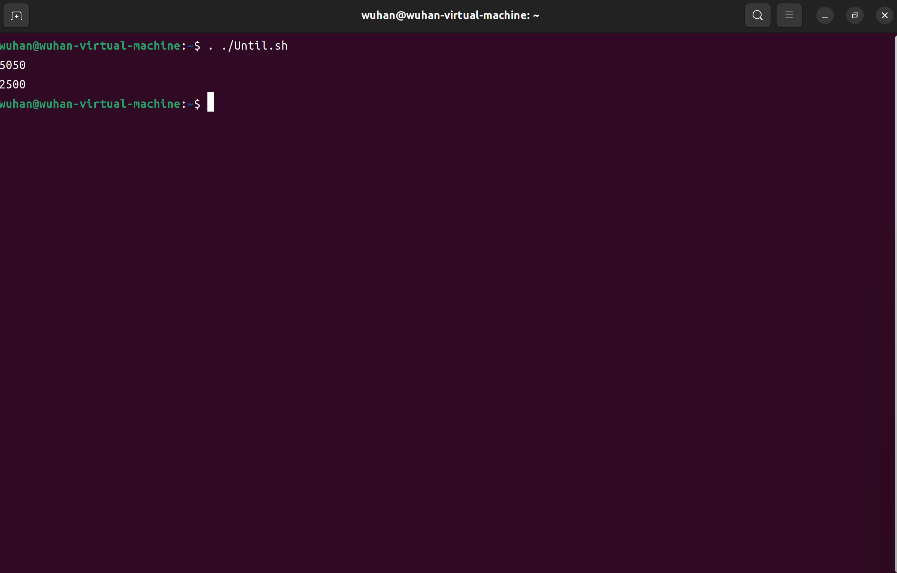 wuhan@wuhan-virtual-machine: ~
wuhan@wuhan-virtual-machine:~$ . ./Until.sh
5050
2500
wuhan@wuhan-virtual-machine:~$